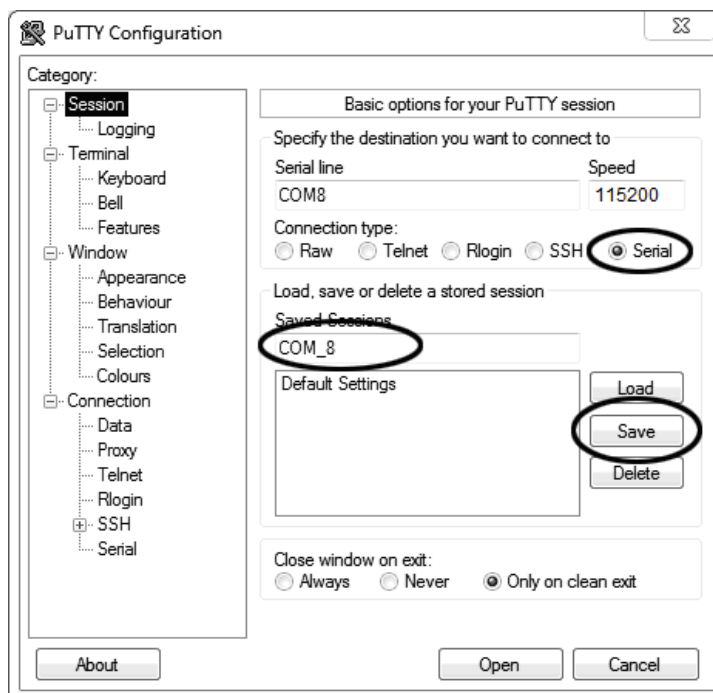 PuTTY Configuration
Category:
Session
Logging
Terminal
Keyboard
Bell
Features
Window
Appearance
Behaviour
Translation
Selection
Colours
Connection
Data
Proxy
Telnet
Rlogin
SSH
Serial
Basic options for your PuTTY session
Specify the destination you want to connect to
Serial line Speed
COM8 115200
Connection type:
Raw Telnet Rlogin SSH Serial
Load, save or delete a stored session
Saved Sessions
COM_8
Default Settings
Load
Save
Delete
Close window on exit:
Always Never Only on clean exit
About Open Cancel